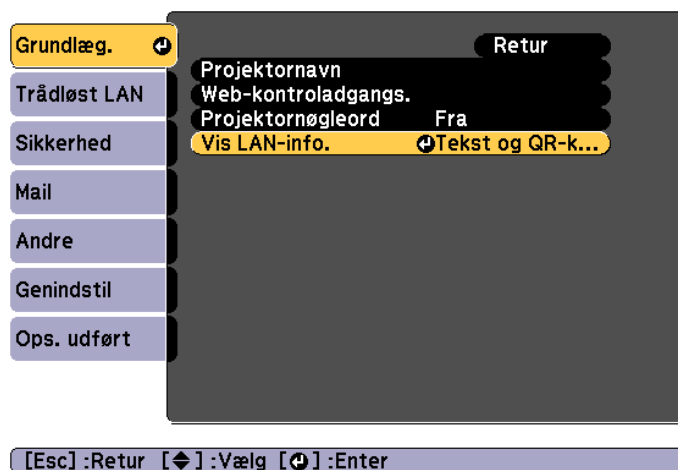 Grundlæg.
Retur
Projektornavn
Trådløst LAN
Web-kontroladgangs.
Projektornøgleord Fra
Sikkerhed
Vis LAN-info. Tekst og QR-k...
Mail
Andre
Genindstil
Ops. udført
[Esc] :Retur [◆] :Vælg [⏎] :Enter